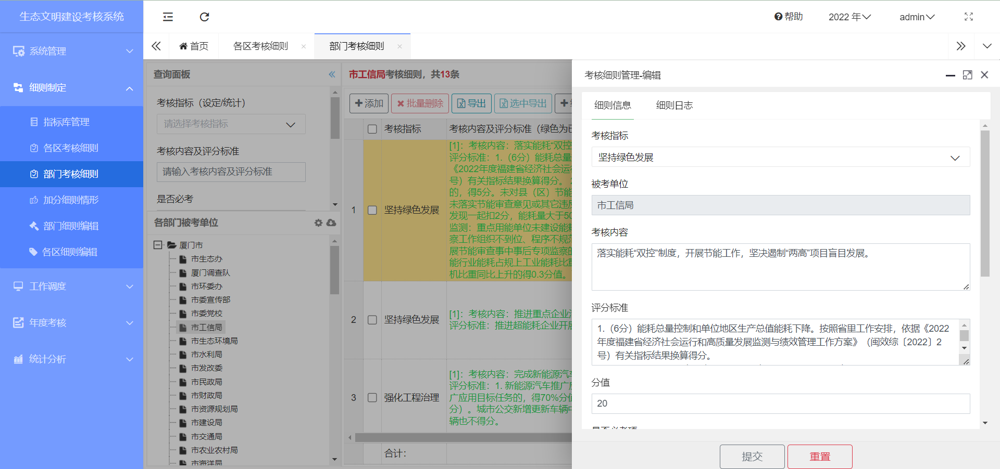 生态文明建设考核系统
帮助
2022 年
admin
首页
各区考核细则
部门考核细则
系统管理
细则制定
指标库管理
各区考核细则
部门考核细则
加分细则情形
部门细则编辑
各区细则编辑
工作调度
年度考核
统计分析
查询面板
考核指标（设定/统计）
请选择考核指标
考核内容及评分标准
请输入考核内容及评分标准
是否必考
各部门被考单位
厦门市
市生态办
厦门调查队
市环委办
市委宣传部
市委党校
市工信局
市生态环境局
市水利局
市发改委
市民政局
市财政局
市资源规划局
市建设局
市交通局
市农业农村局
市海洋局
市工信局考核细则，共13条
添加
批量删除
导出
选中导出
考核指标
考核内容及评分标准（绿色为已
1
坚持绿色发展
[1]：考核内容：落实能耗“双控
评分标准：1.（6分）能耗总量
《2022年度福建省经济社会运行
号）有关指标结果换算得分。 2
的，得5分。未对县（区）节能
未落实节能审查意见或其它违反
发现一起扣2分，能耗量大于50
监测：重点用能单位未建设能耗
察工作组织不到位、程序不规范
展节能审查事中事后专项监察的
能行业能耗占规上工业能耗比重
机比重同比上升的得0.3分值。
2
坚持绿色发展
[1]：考核内容：推进重点企业清
评分标准：推进超能耗企业开展
3
强化工程治理
[1]：考核内容：完成新能源汽车
评分标准：1. 新能源汽车推广应
广应用目标任务的，得70%分值
分）。城市公交新增更新车辆中
辆也不得分。
合计：
考核细则管理-编辑
细则信息
细则日志
考核指标
坚持绿色发展
被考单位
市工信局
考核内容
落实能耗“双控”制度，开展节能工作，坚决遏制“两高”项目盲目发展。
评分标准
1.（6分）能耗总量控制和单位地区生产总值能耗下降。按照省里工作安排，依据《2022
年度福建省经济社会运行和高质量发展监测与绩效管理工作方案》（闽效综〔2022〕2
号）有关指标结果换算得分。
分值
20
是否必考项
提交
重置